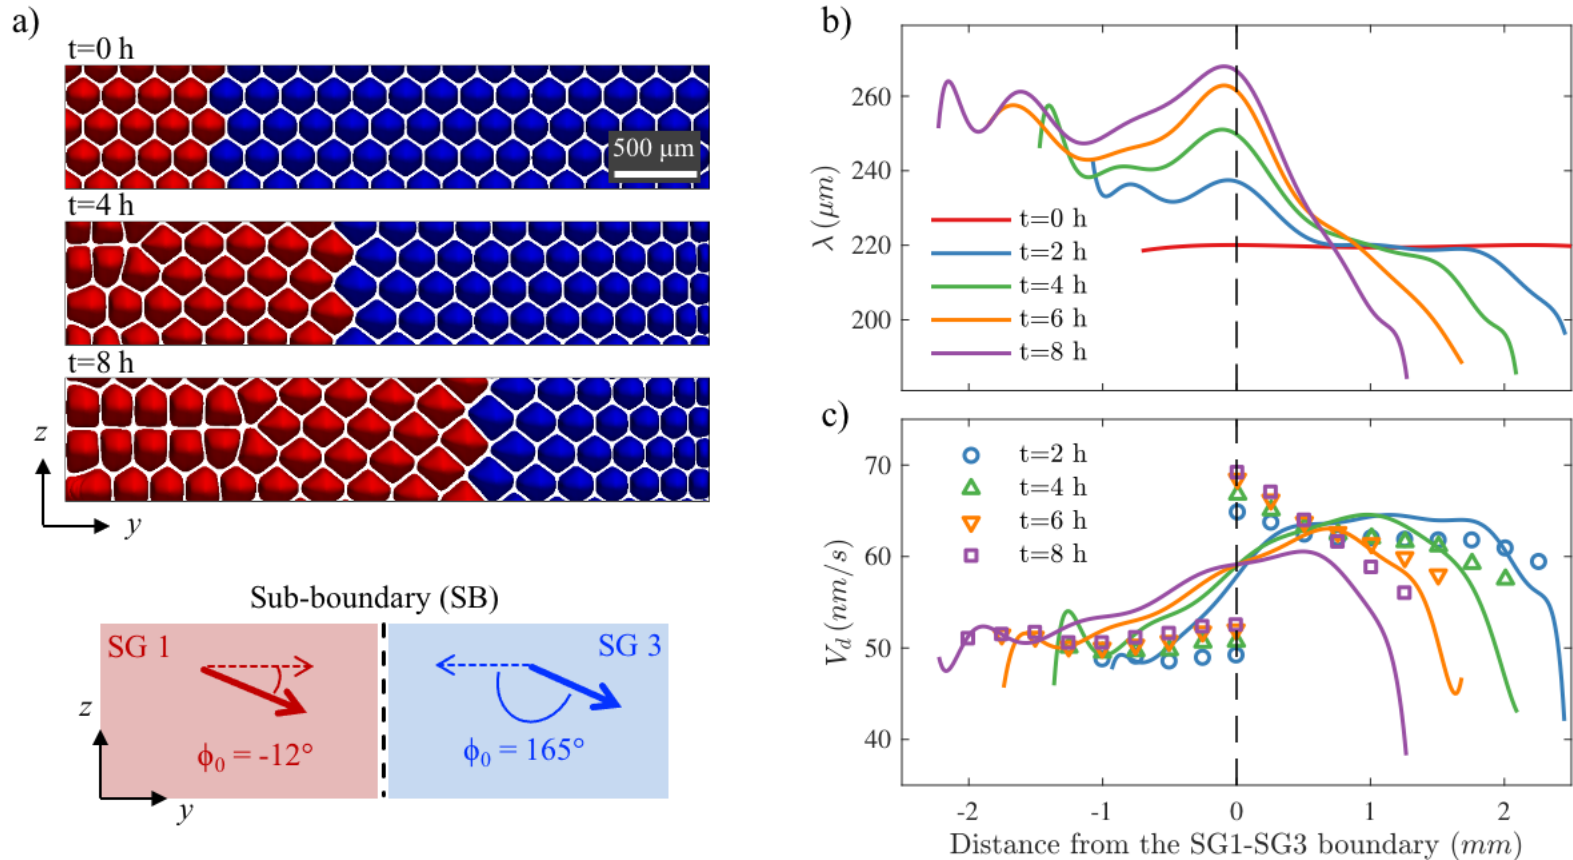 a)
t=0 h
500 μm
t=4 h
t=8 h
z
y
Sub-boundary (SB)
SG 1
SG 3
z
ϕ₀ = -12°
ϕ₀ = 165°
y
b)
260
240
220
200
λ (μm)
t=0 h
t=2 h
t=4 h
t=6 h
t=8 h
c)
70
60
50
40
V_d (nm/s)
t=2 h
t=4 h
t=6 h
t=8 h
-2 -1 0 1 2
Distance from the SG1-SG3 boundary (mm)